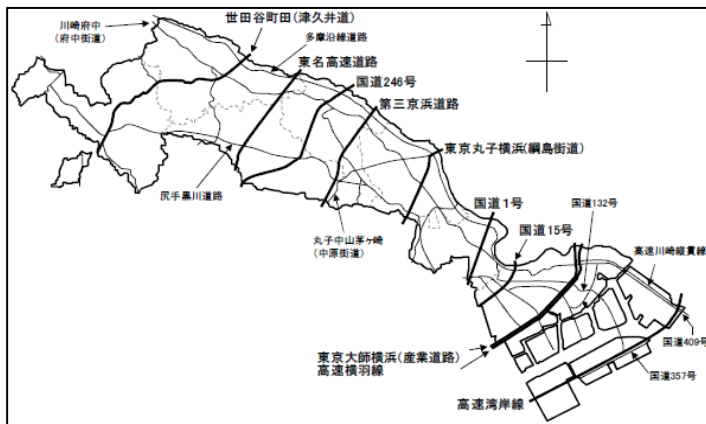 世田谷町田(津久井道)
川崎府中
(府中街道)
多摩沿線道路
東名高速道路
国道246号
第三京浜道路
東京丸子横浜(綱島街道)
尻手黒川道路
国道1号
国道132号
丸子中山茅ヶ崎
(中原街道)
国道15号
高速川崎縦貫線
東京大師横浜(産業道路)
高速横羽線
国道409号
国道357号
高速湾岸線